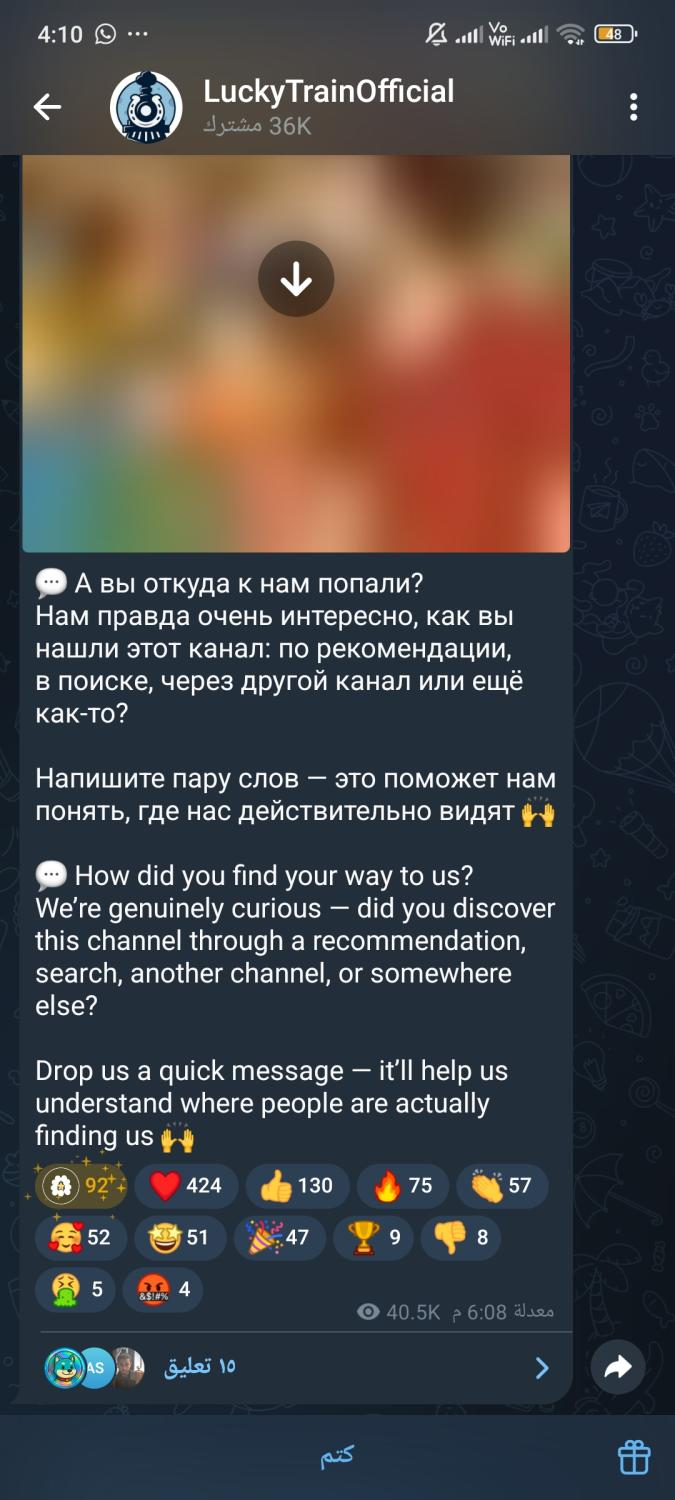 4:10
Vo
WiFi
48
LuckyTrainOfficial
36K مشترك
💬 А вы откуда к нам попали?
Нам правда очень интересно, как вы
нашли этот канал: по рекомендации,
в поиске, через другой канал или ещё
как-то?
Напишите пару слов — это поможет нам
понять, где нас действительно видят 🙌
💬 How did you find your way to us?
We’re genuinely curious — did you discover
this channel through a recommendation,
search, another channel, or somewhere
else?
Drop us a quick message — it’ll help us
understand where people are actually
finding us 🙌
92 ❤️ 424 👍 130 🔥 75 👏 57
🥰 52 🤩 51 🎉 47 🏆 9 👎 8
🤮 5 🤬 4
40.5K معدلة 6:08 م
AS
١٥ تعليق
كتم